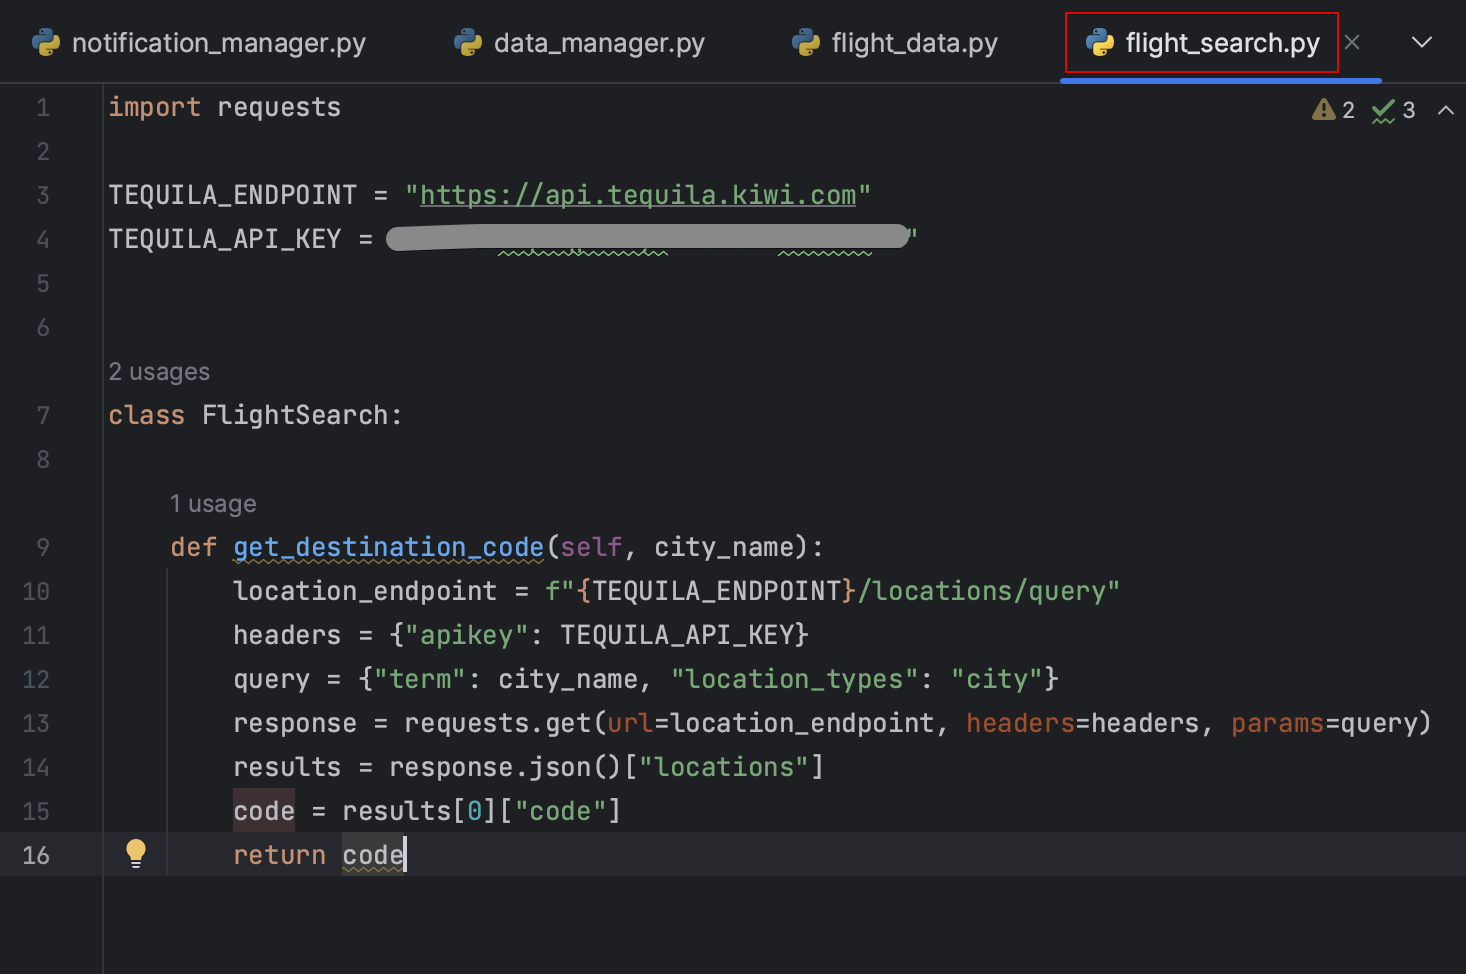 notification_manager.py data_manager.py flight_data.py flight_search.py
2 3
1 import requests
2
3 TEQUILA_ENDPOINT = "https://api.tequila.kiwi.com"
4 TEQUILA_API_KEY = "
5
6
2 usages
7 class FlightSearch:
8
1 usage
9 def get_destination_code(self, city_name):
10 location_endpoint = f"{TEQUILA_ENDPOINT}/locations/query"
11 headers = {"apikey": TEQUILA_API_KEY}
12 query = {"term": city_name, "location_types": "city"}
13 response = requests.get(url=location_endpoint, headers=headers, params=query)
14 results = response.json()["locations"]
15 code = results[0]["code"]
16 return code